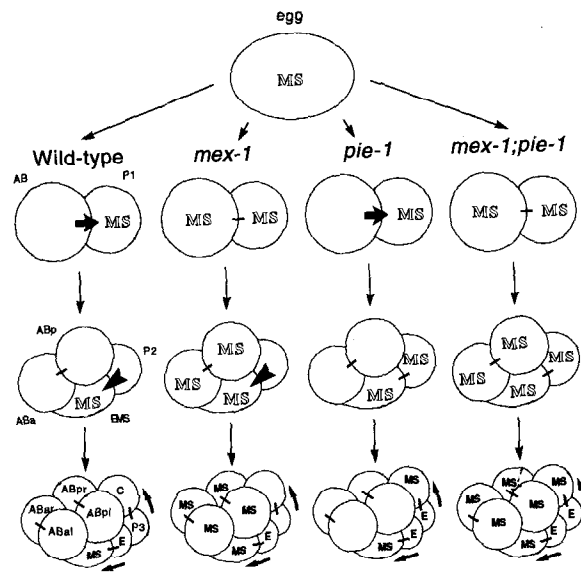 egg
MS
Wild-type mex-1 pie-1 mex-1;pie-1
AB P1
MS MS MS MS MS MS
ABp P2
MS MS MS MS
MS MS MS MS MS MS
ABa EMS
ABpr C MS MS MS MS
ABar ABpl MS MS MS MS
ABal P3 MS E
MS E MS E MS E MS E